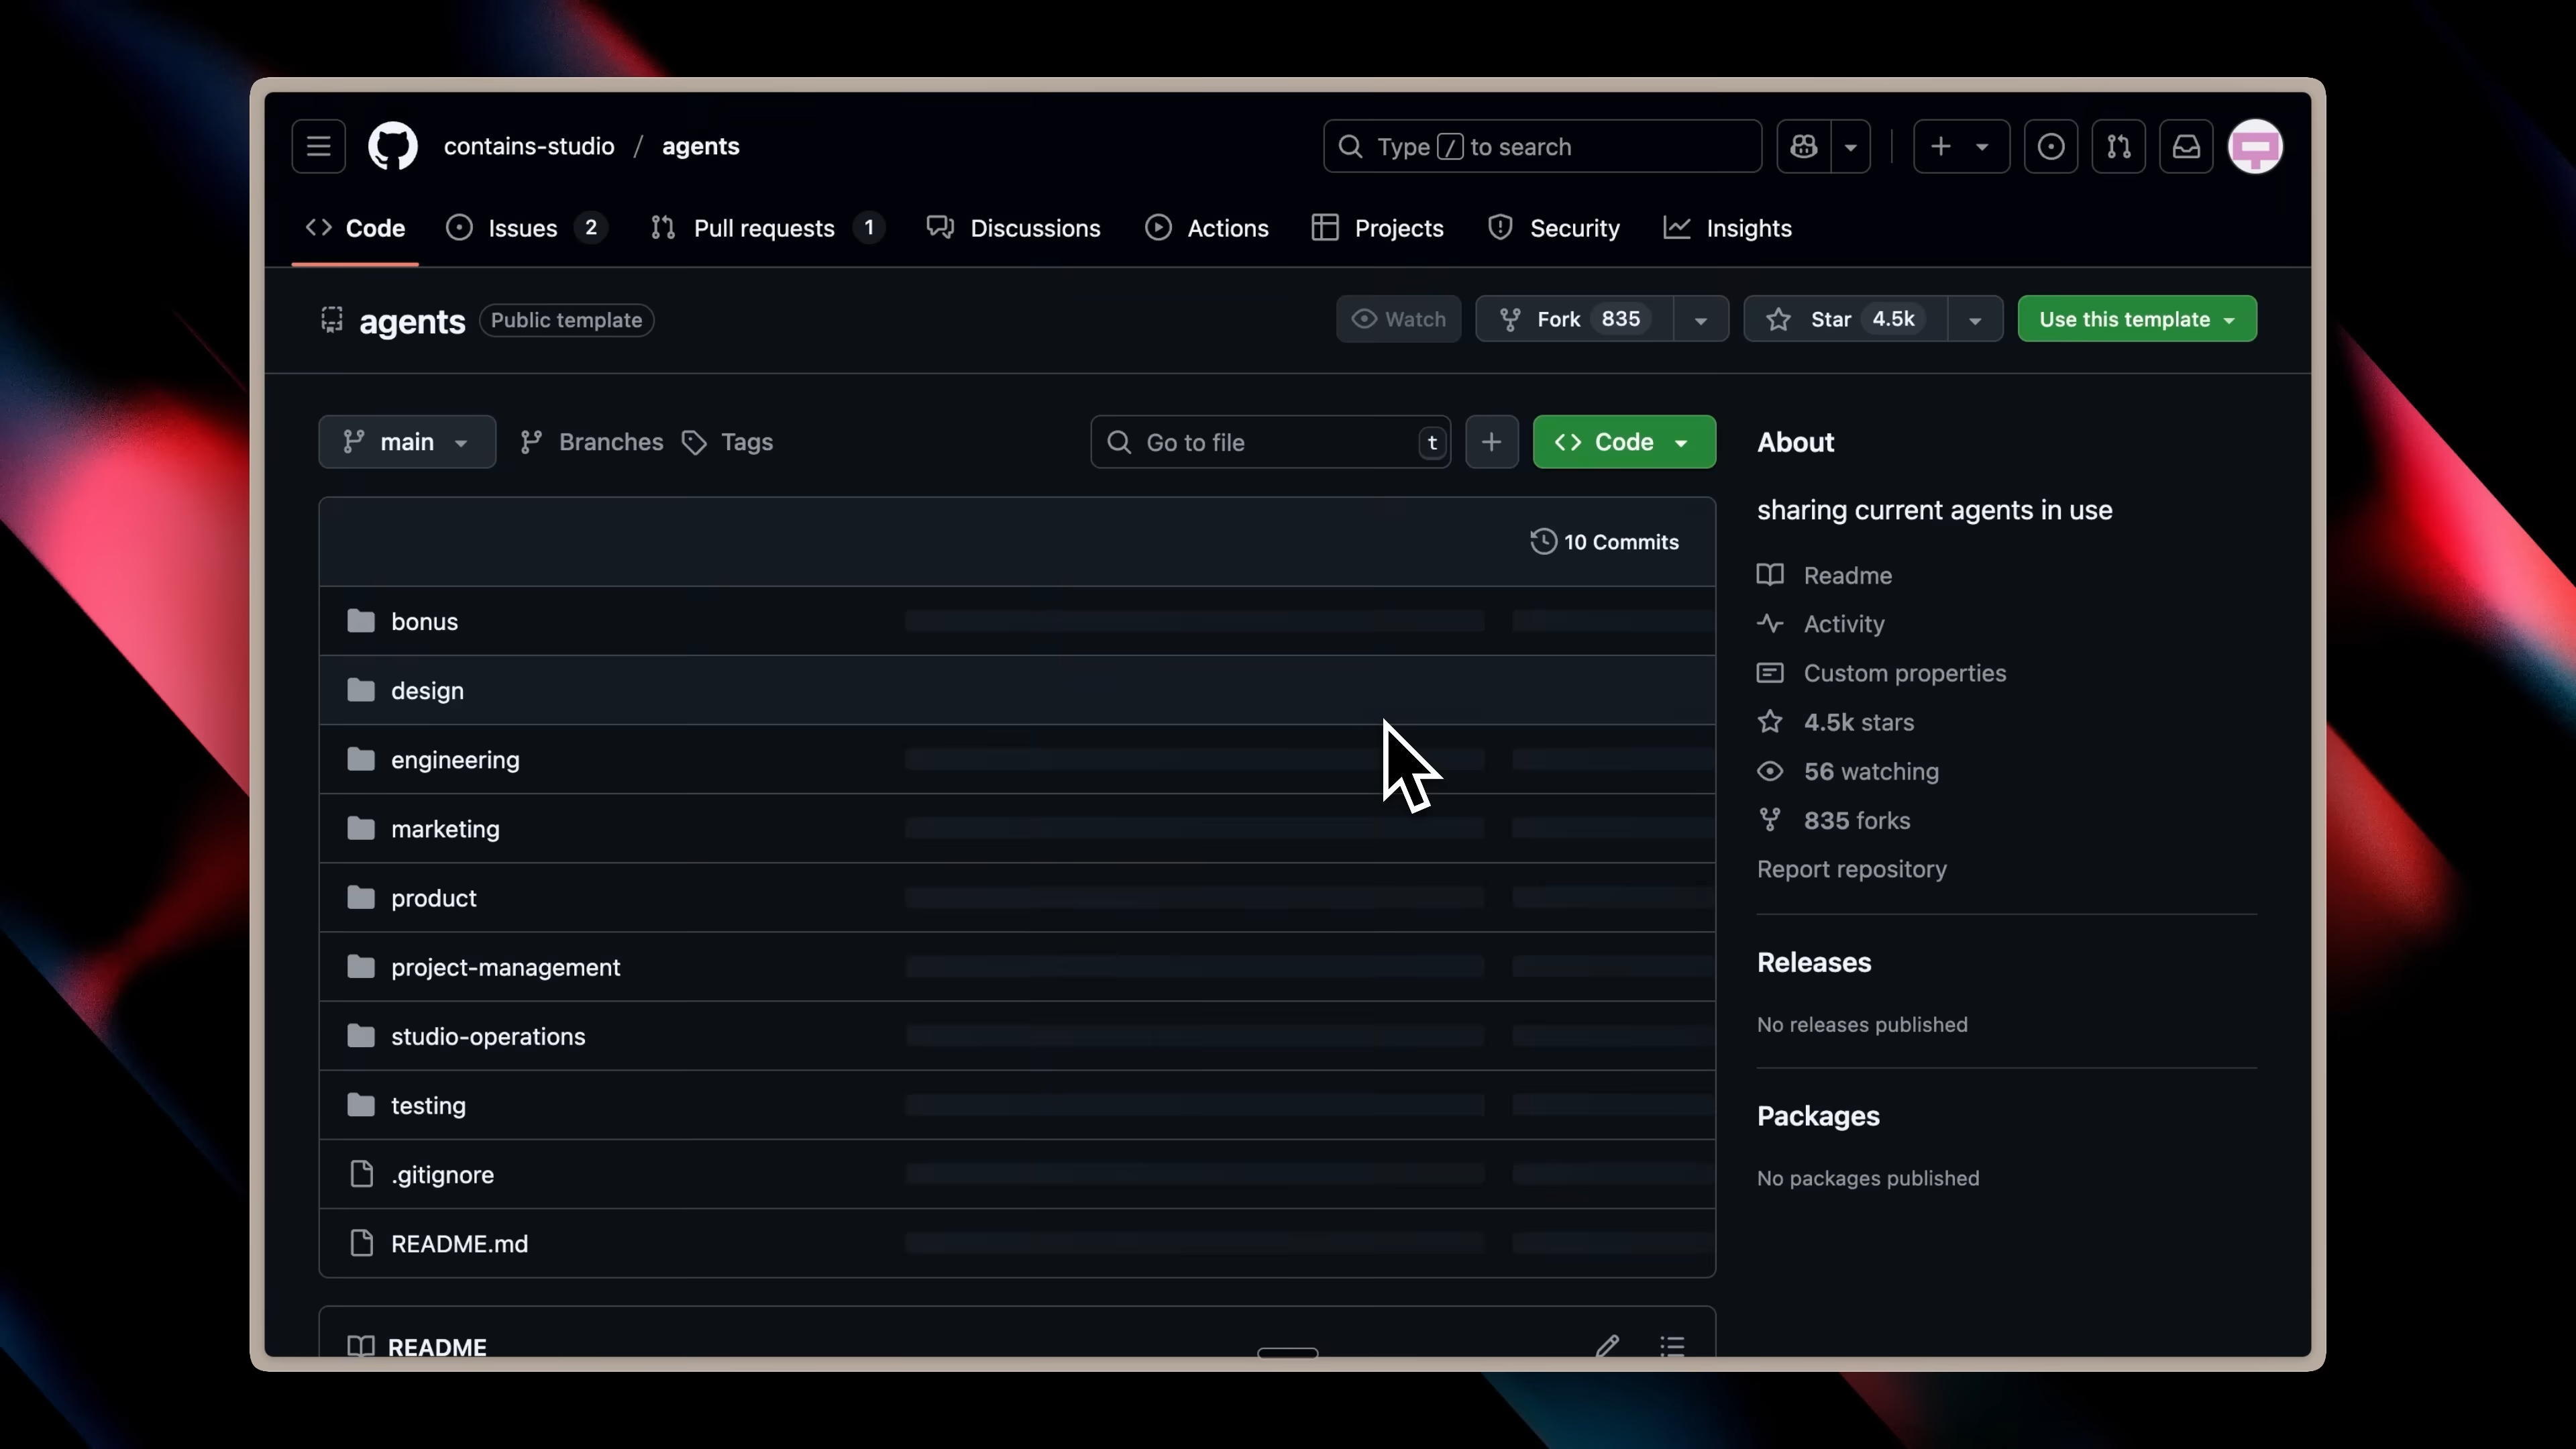 contains-studio / agents
Type / to search
Code
Issues 2
Pull requests 1
Discussions
Actions
Projects
Security
Insights
agents Public template
Watch
Fork 835
Star 4.5k
Use this template
main
Branches
Tags
Go to file t
Code
About
sharing current agents in use
10 Commits
bonus
design
engineering
marketing
product
project-management
studio-operations
testing
.gitignore
README.md
README
Readme
Activity
Custom properties
4.5k stars
56 watching
835 forks
Report repository
Releases
No releases published
Packages
No packages published